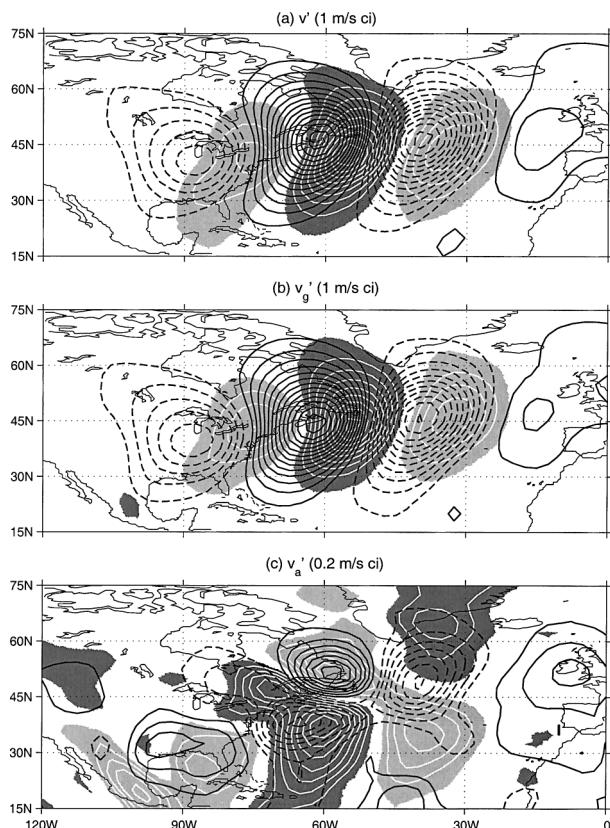 (a) v' (1 m/s ci)
75N
60N
45N
30N
15N
(b) v_g' (1 m/s ci)
75N
60N
45N
30N
15N
(c) v_a' (0.2 m/s ci)
75N
60N
45N
30N
15N
120W 90W 60W 30W 0